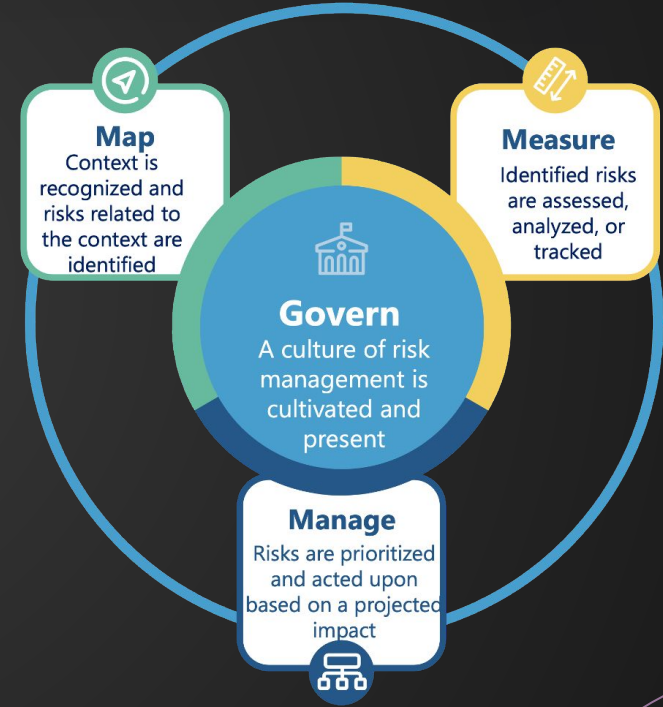 Map
Context is
recognized and
risks related to
the context are
identified
Measure
Identified risks
are assessed,
analyzed, or
tracked
Govern
A culture of risk
management is
cultivated and
present
Manage
Risks are prioritized
and acted upon
based on a projected
impact